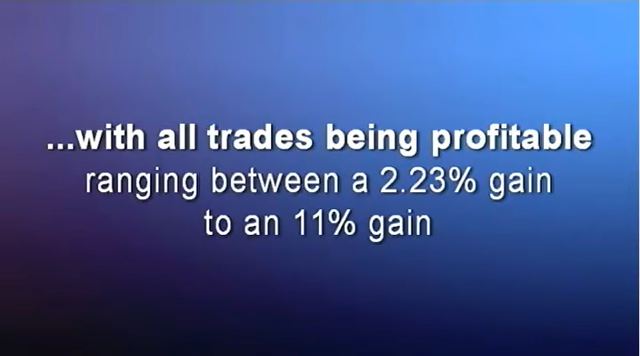 ...with all trades being profitable
ranging between a 2.23% gain
to an 11% gain